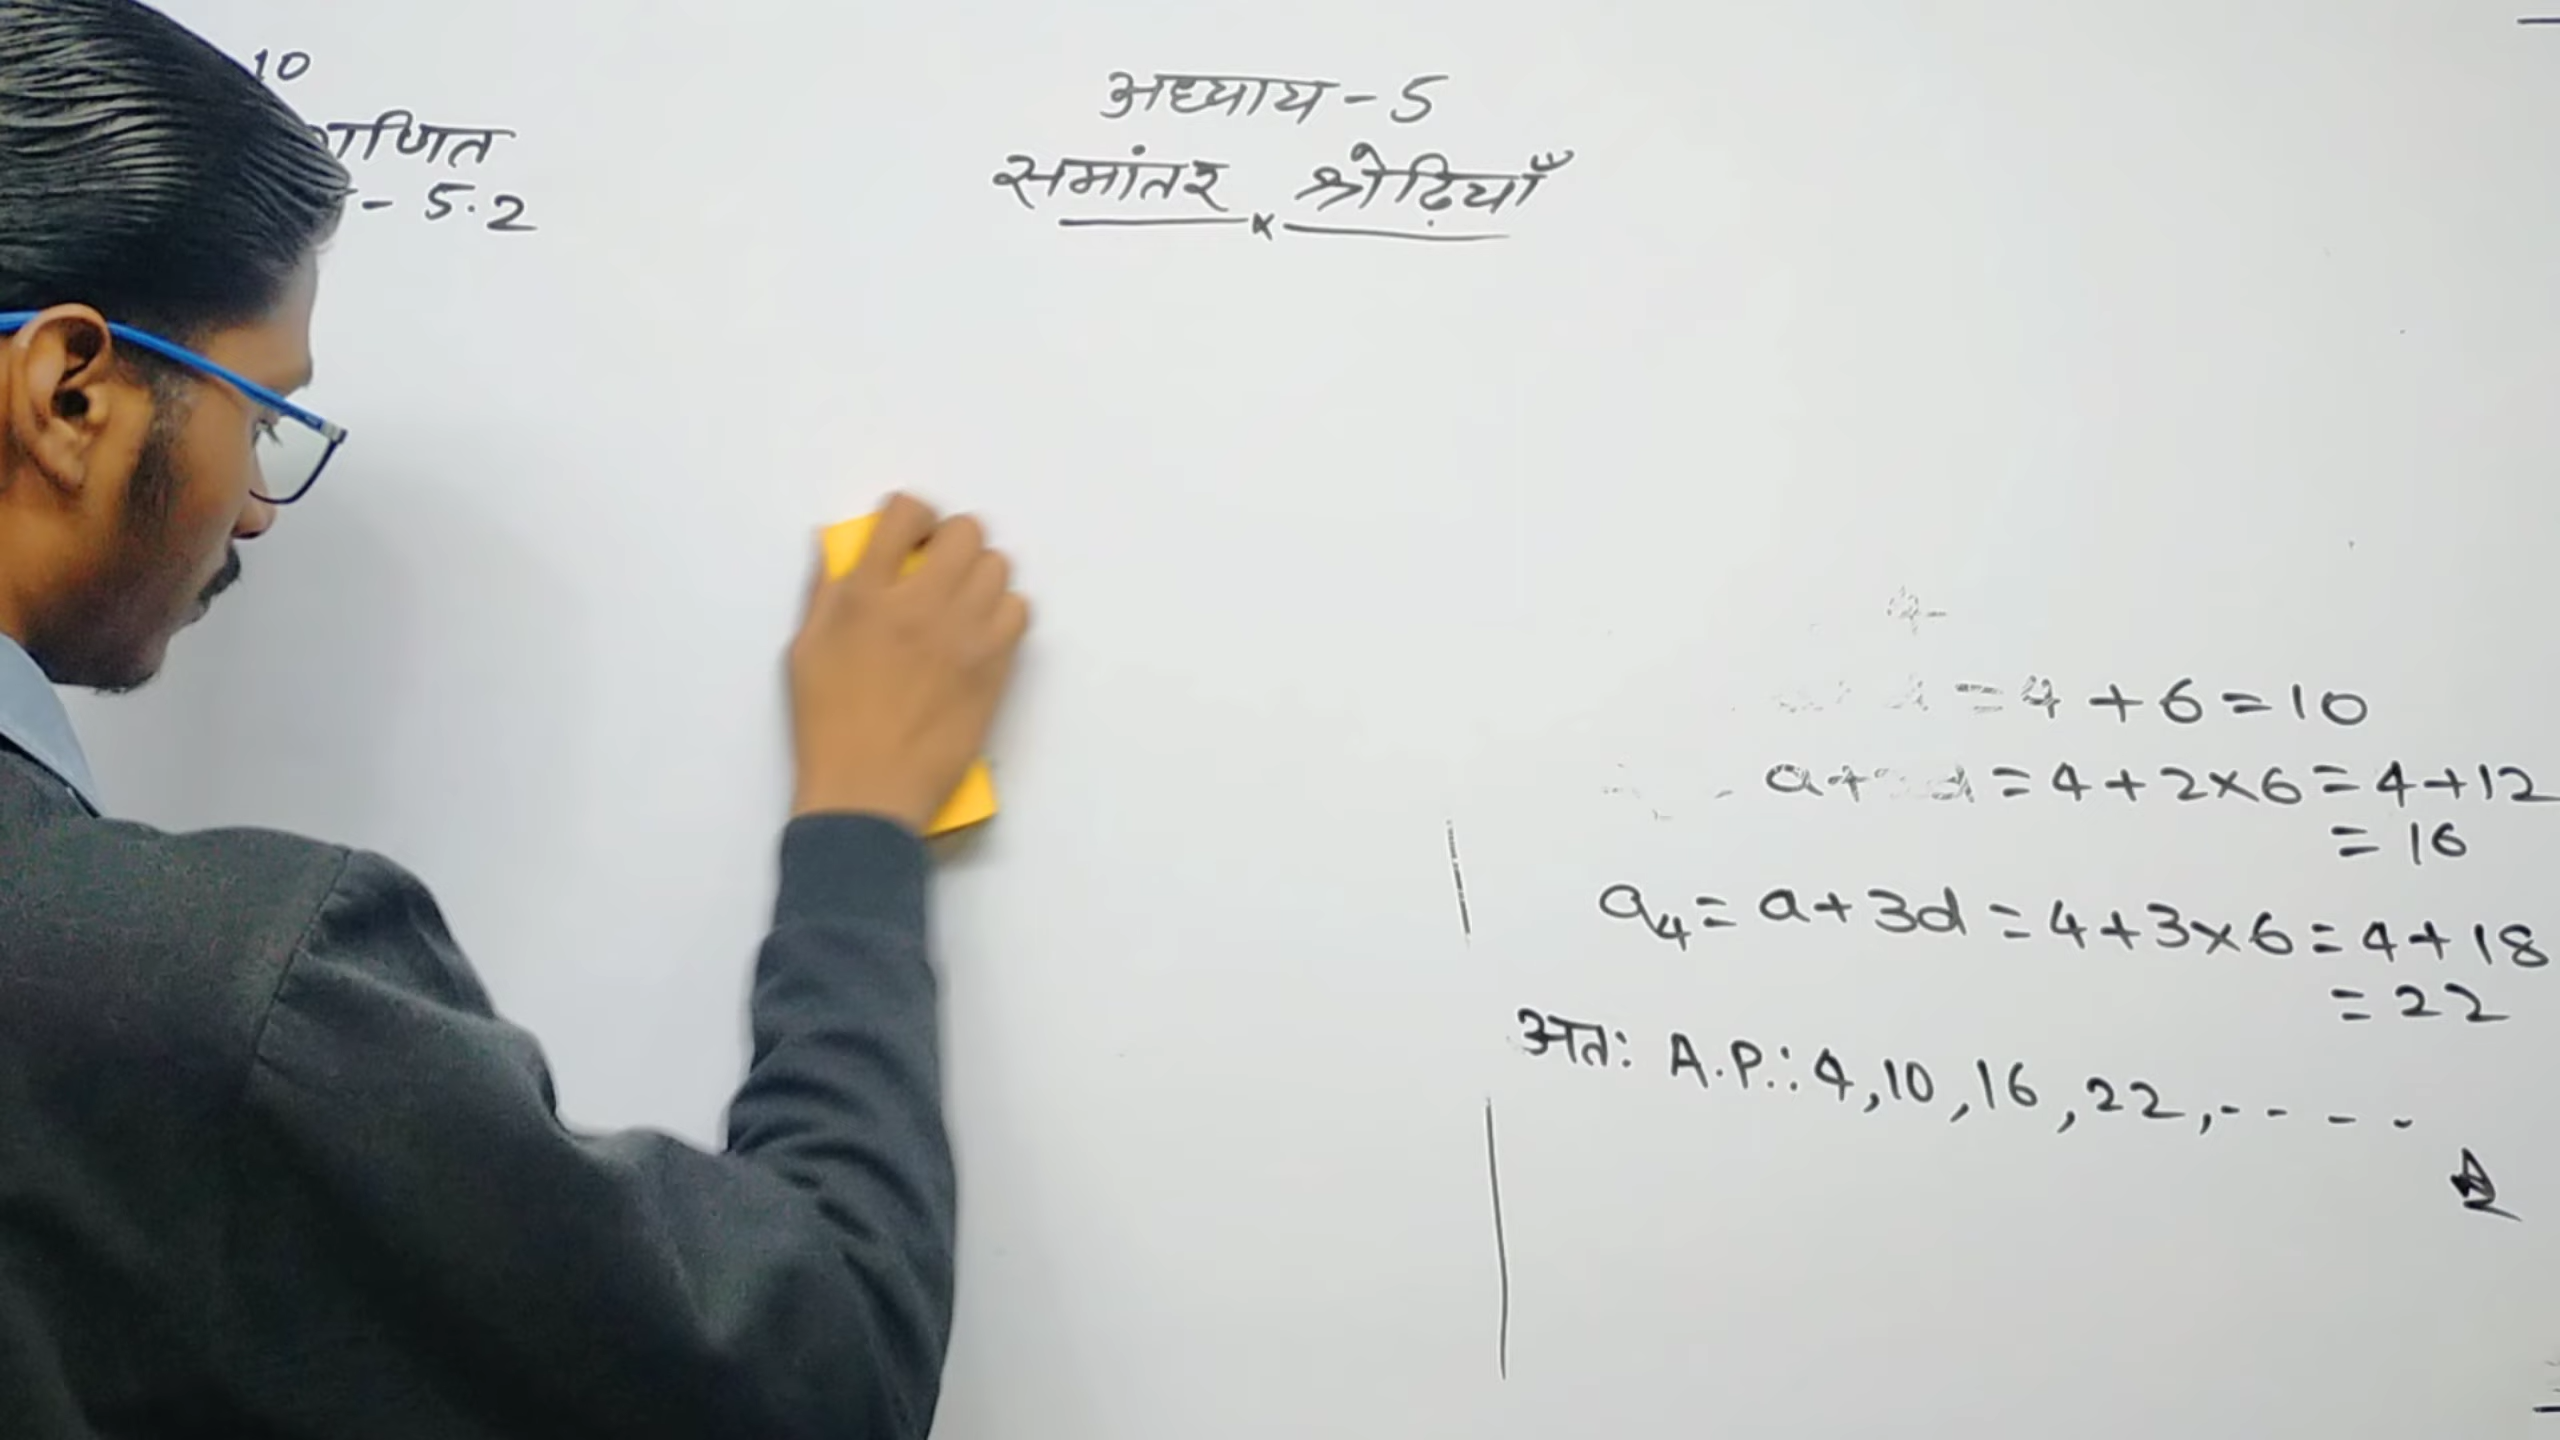 10
गणित
- 5.2
अध्याय - 5
समांतर श्रेढ़ियाँ
= 4 + 6 = 10
a + d = 4 + 2 x 6 = 4 + 12
= 16
a4 = a + 3d = 4 + 3 x 6 = 4 + 18
= 22
अतः A.P.: 4, 10, 16, 22, - - - -